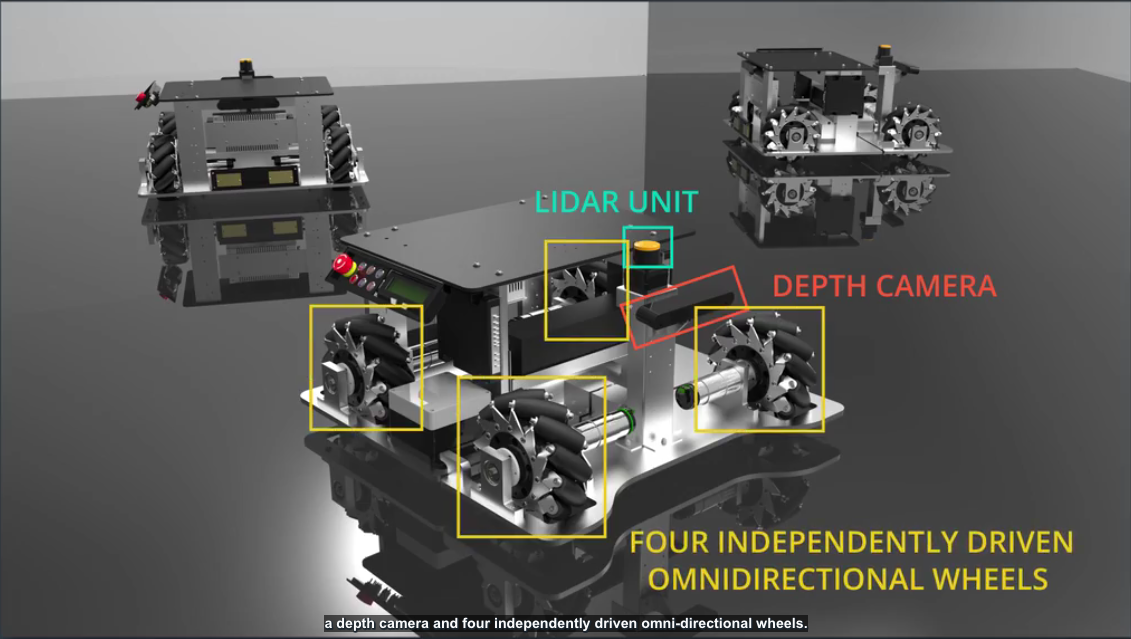 LIDAR UNIT
DEPTH CAMERA
FOUR INDEPENDENTLY DRIVEN
OMNIDIRECTIONAL WHEELS
a depth camera and four independently driven omni-directional wheels.